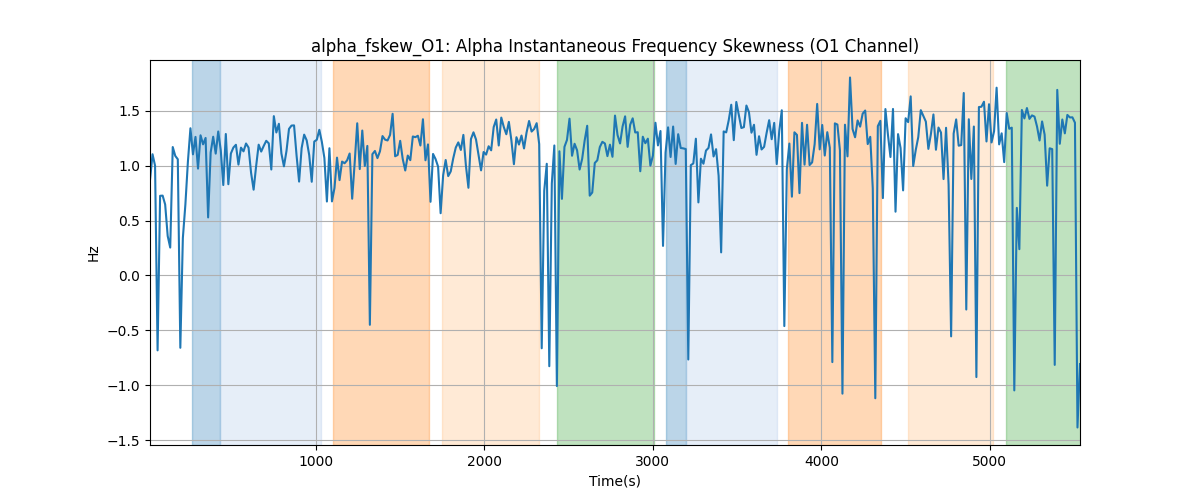 alpha_fskew_O1: Alpha Instantaneous Frequency Skewness (O1 Channel)
Hz
1.5
1.0
0.5
0.0
−0.5
−1.0
−1.5
1000 2000 3000 4000 5000
Time(s)